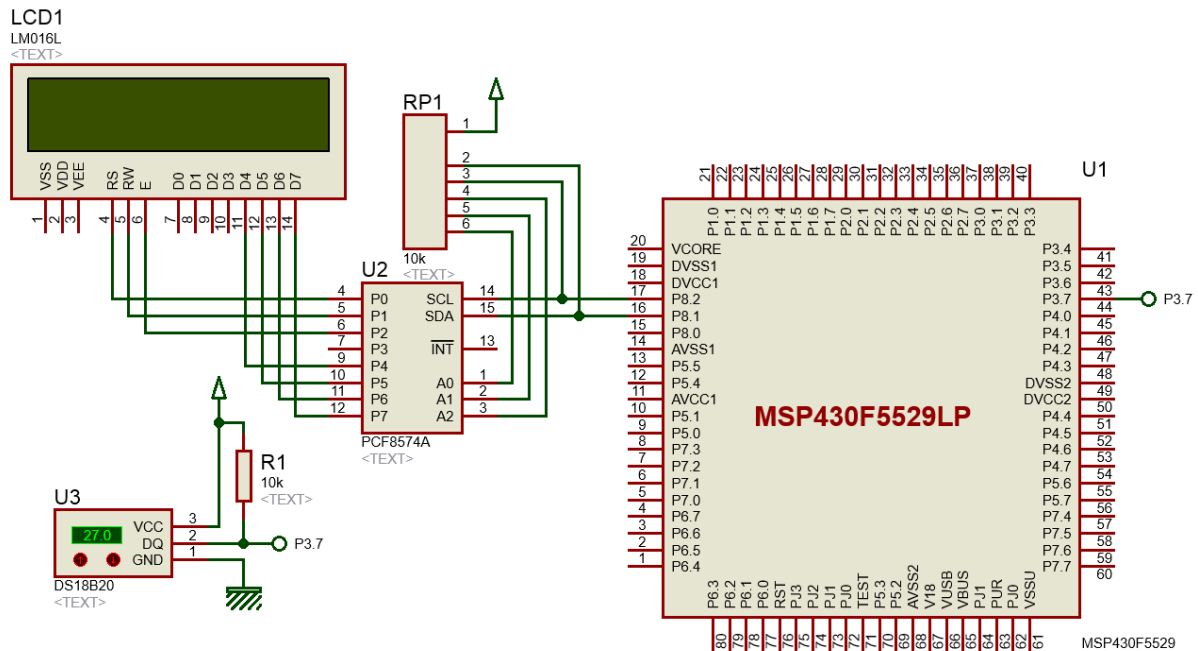 LCD1
LM016L
<TEXT>
VSS VDD VEE RS RW E D0 D1 D2 D3 D4 D5 D6 D7
1 2 3 4 5 6 7 8 9 10 11 12 13 14
RP1
1
2
3
4
5
6
10k
<TEXT>
U2
4 P0 SCL 14
5 P1 SDA 15
6 P2
7 P3 INT 13
9 P4
10 P5 A0 1
11 P6 A1 2
12 P7 A2 3
PCF8574A
<TEXT>
R1
10k
<TEXT>
U3
27.0
VCC 3
DQ 2
GND 1
P3.7
DS18B20
<TEXT>
U1
21 22 23 24 25 26 27 28 29 30 31 32 33 34 35 36 37 38 39 40
P1.0 P1.1 P1.2 P1.3 P1.4 P1.5 P1.6 P1.7 P2.0 P2.1 P2.2 P2.3 P2.4 P2.5 P2.6 P2.7 P3.0 P3.1 P3.2 P3.3
20 VCORE
19 DVSS1
18 DVCC1
17 P8.2
16 P8.1
15 P8.0
14 AVSS1
13 P5.5
12 P5.4
11 AVCC1
10 P5.1
9 P5.0
8 P7.3
7 P7.2
6 P7.1
5 P7.0
4 P6.7
3 P6.6
2 P6.5
1 P6.4
MSP430F5529LP
P3.4 41
P3.5 42
P3.6 43
P3.7 44
P3.7
P4.0 45
P4.1 46
P4.2 47
P4.3 48
DVSS2 49
DVCC2 50
P4.4 51
P4.5 52
P4.6 53
P4.7 54
P5.6 55
P5.7 56
P7.4 57
P7.5 58
P7.6 59
P7.7 60
P6.3 P6.2 P6.1 P6.0 RST PJ3 PJ2 PJ1 PJ0 TEST P5.3 P5.2 AVSS2 V18 VUSB VBUS PJ1 PUR PJ0 VSSU
80 79 78 77 76 75 74 73 72 71 70 69 68 67 66 65 64 63 62 61
MSP430F5529